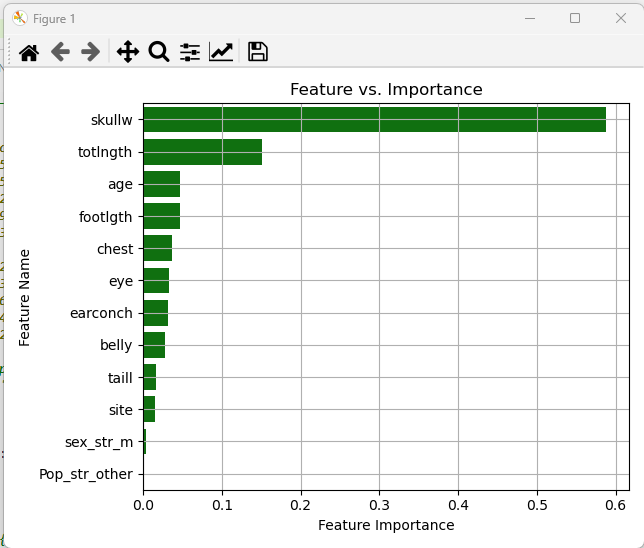 Figure 1
Feature vs. Importance
skullw
totlngth
age
footlgth
chest
eye
earconch
belly
taill
site
sex_str_m
Pop_str_other
Feature Name
0.0 0.1 0.2 0.3 0.4 0.5 0.6
Feature Importance